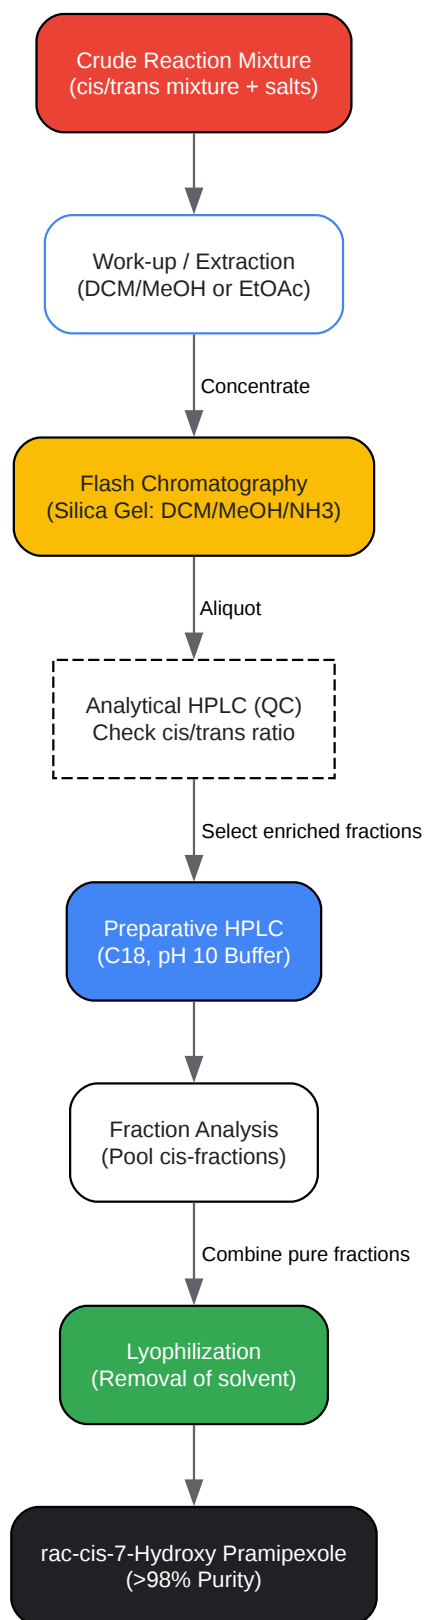 Crude Reaction Mixture
(cis/trans mixture + salts)
Work-up / Extraction
(DCM/MeOH or EtOAc)
Concentrate
Flash Chromatography
(Silica Gel: DCM/MeOH/NH3)
Aliquot
Analytical HPLC (QC)
Check cis/trans ratio
Select enriched fractions
Preparative HPLC
(C18, pH 10 Buffer)
Fraction Analysis
(Pool cis-fractions)
Combine pure fractions
Lyophilization
(Removal of solvent)
rac-cis-7-Hydroxy Pramipexole
(>98% Purity)